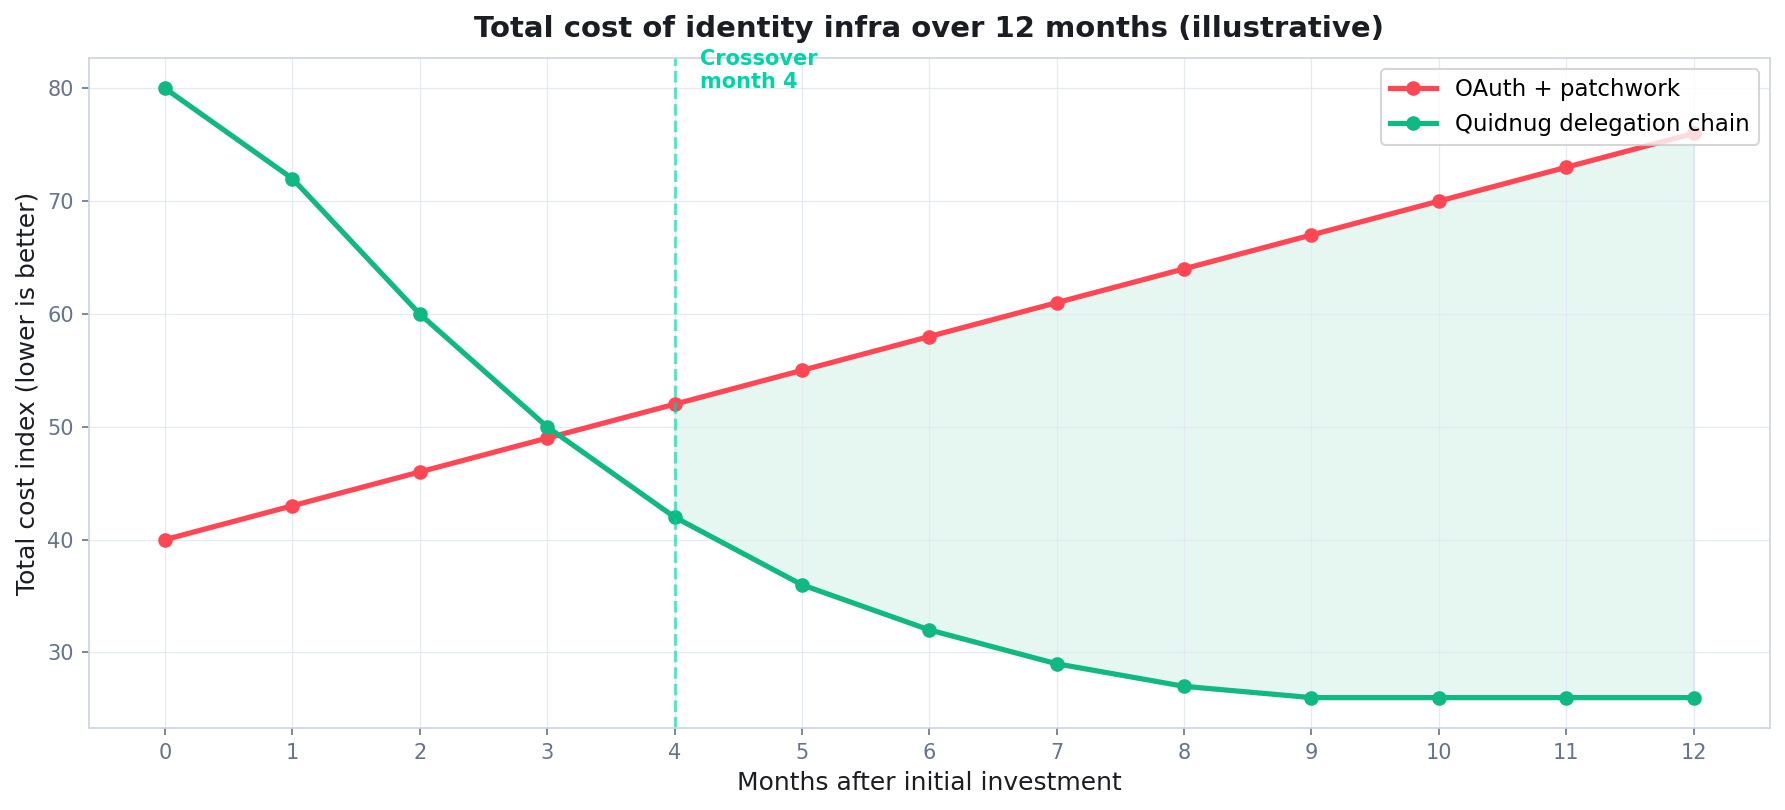 Total cost of identity infra over 12 months (illustrative)
Crossover
month 4
OAuth + patchwork
Quidnug delegation chain
Total cost index (lower is better)
80
70
60
50
40
30
0 1 2 3 4 5 6 7 8 9 10 11 12
Months after initial investment